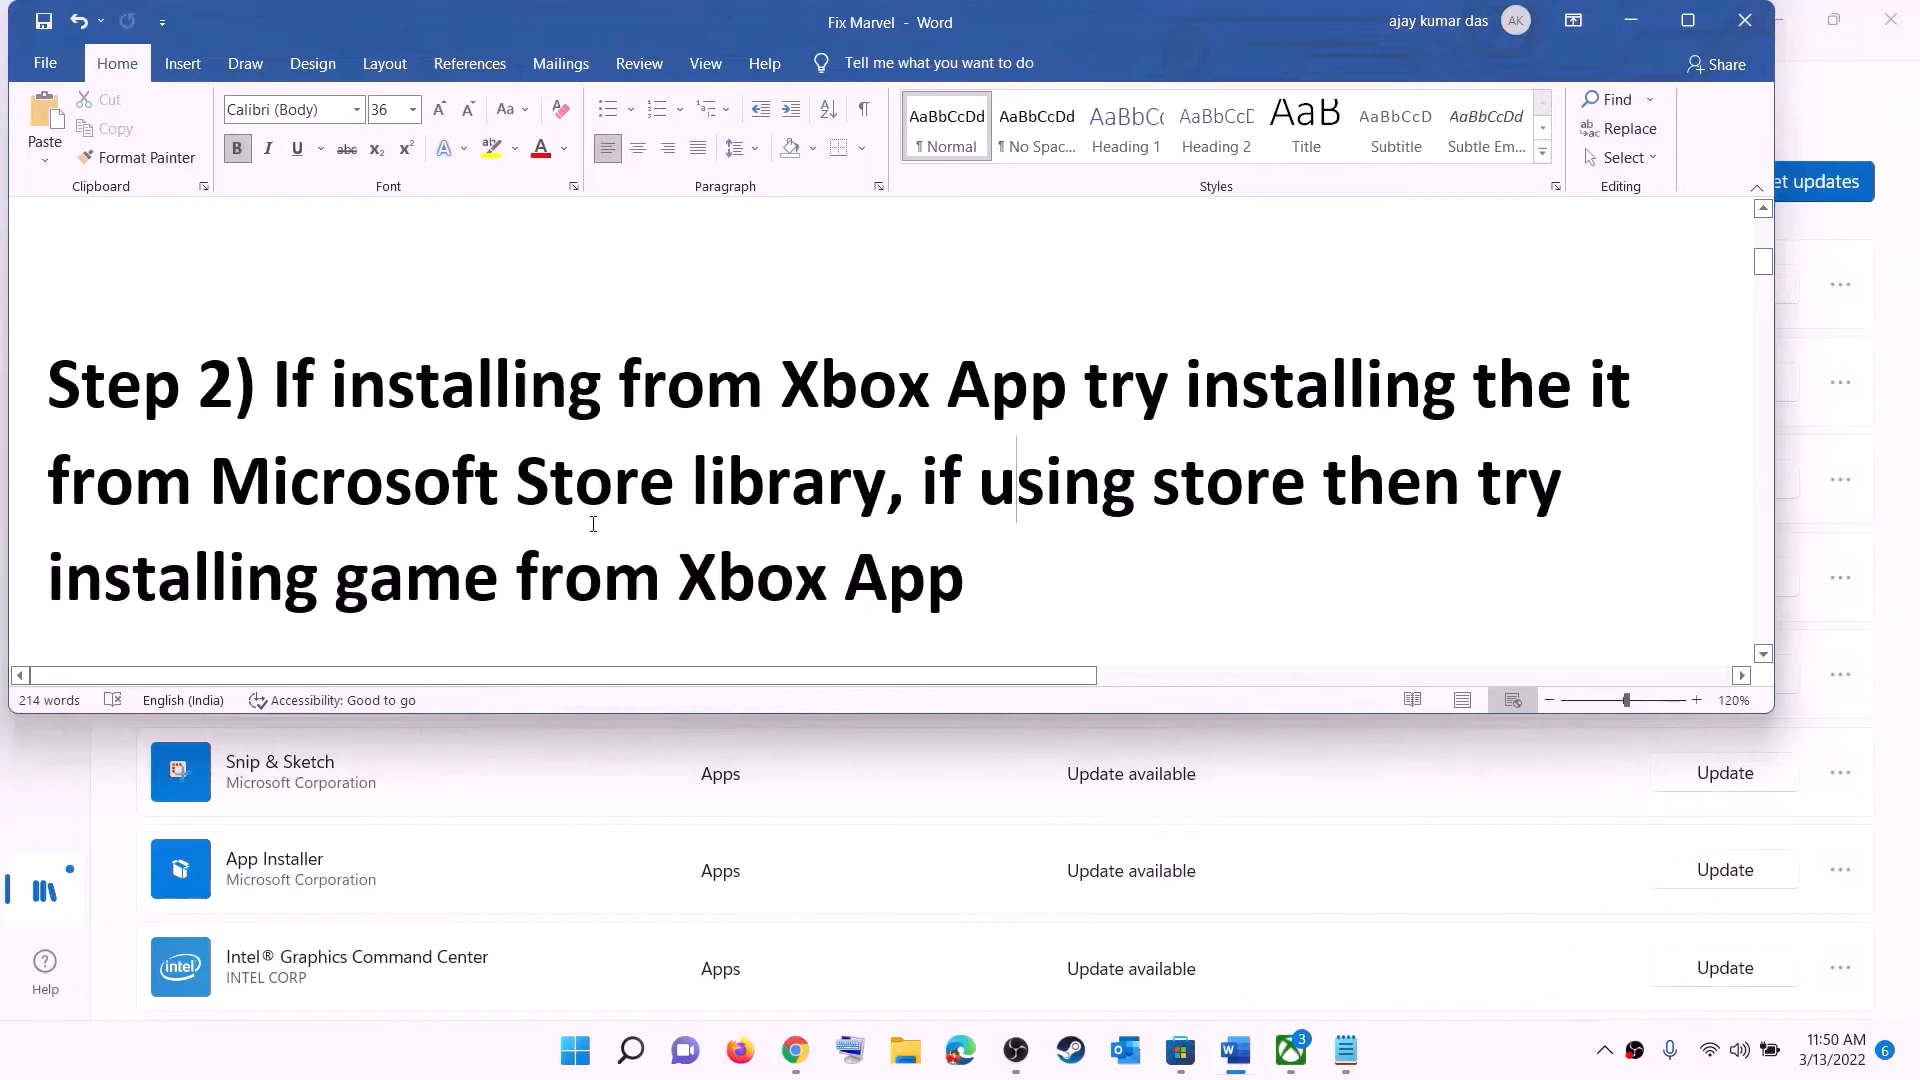 Fix Marvel - Word
ajay kumar das AK
File Home Insert Draw Design Layout References Mailings Review View Help Tell me what you want to do Share
Paste
Cut
Copy
Format Painter
Clipboard
Calibri (Body) 36
Font
Paragraph
AaBbCcDd AaBbCcDd AaBbC AaBbCcD AaB AaBbCcD AaBbCcDd
¶ Normal ¶ No Spac... Heading 1 Heading 2 Title Subtitle Subtle Em...
Styles
Find
Replace
Select
Editing
et updates
Step 2) If installing from Xbox App try installing the it
from Microsoft Store library, if using store then try
installing game from Xbox App
214 words English (India) Accessibility: Good to go 120%
Snip & Sketch
Microsoft Corporation
Apps Update available Update
App Installer
Microsoft Corporation
Apps Update available Update
Intel® Graphics Command Center
INTEL CORP
Apps Update available Update
intel
Help
3
11:50 AM
3/13/2022
6